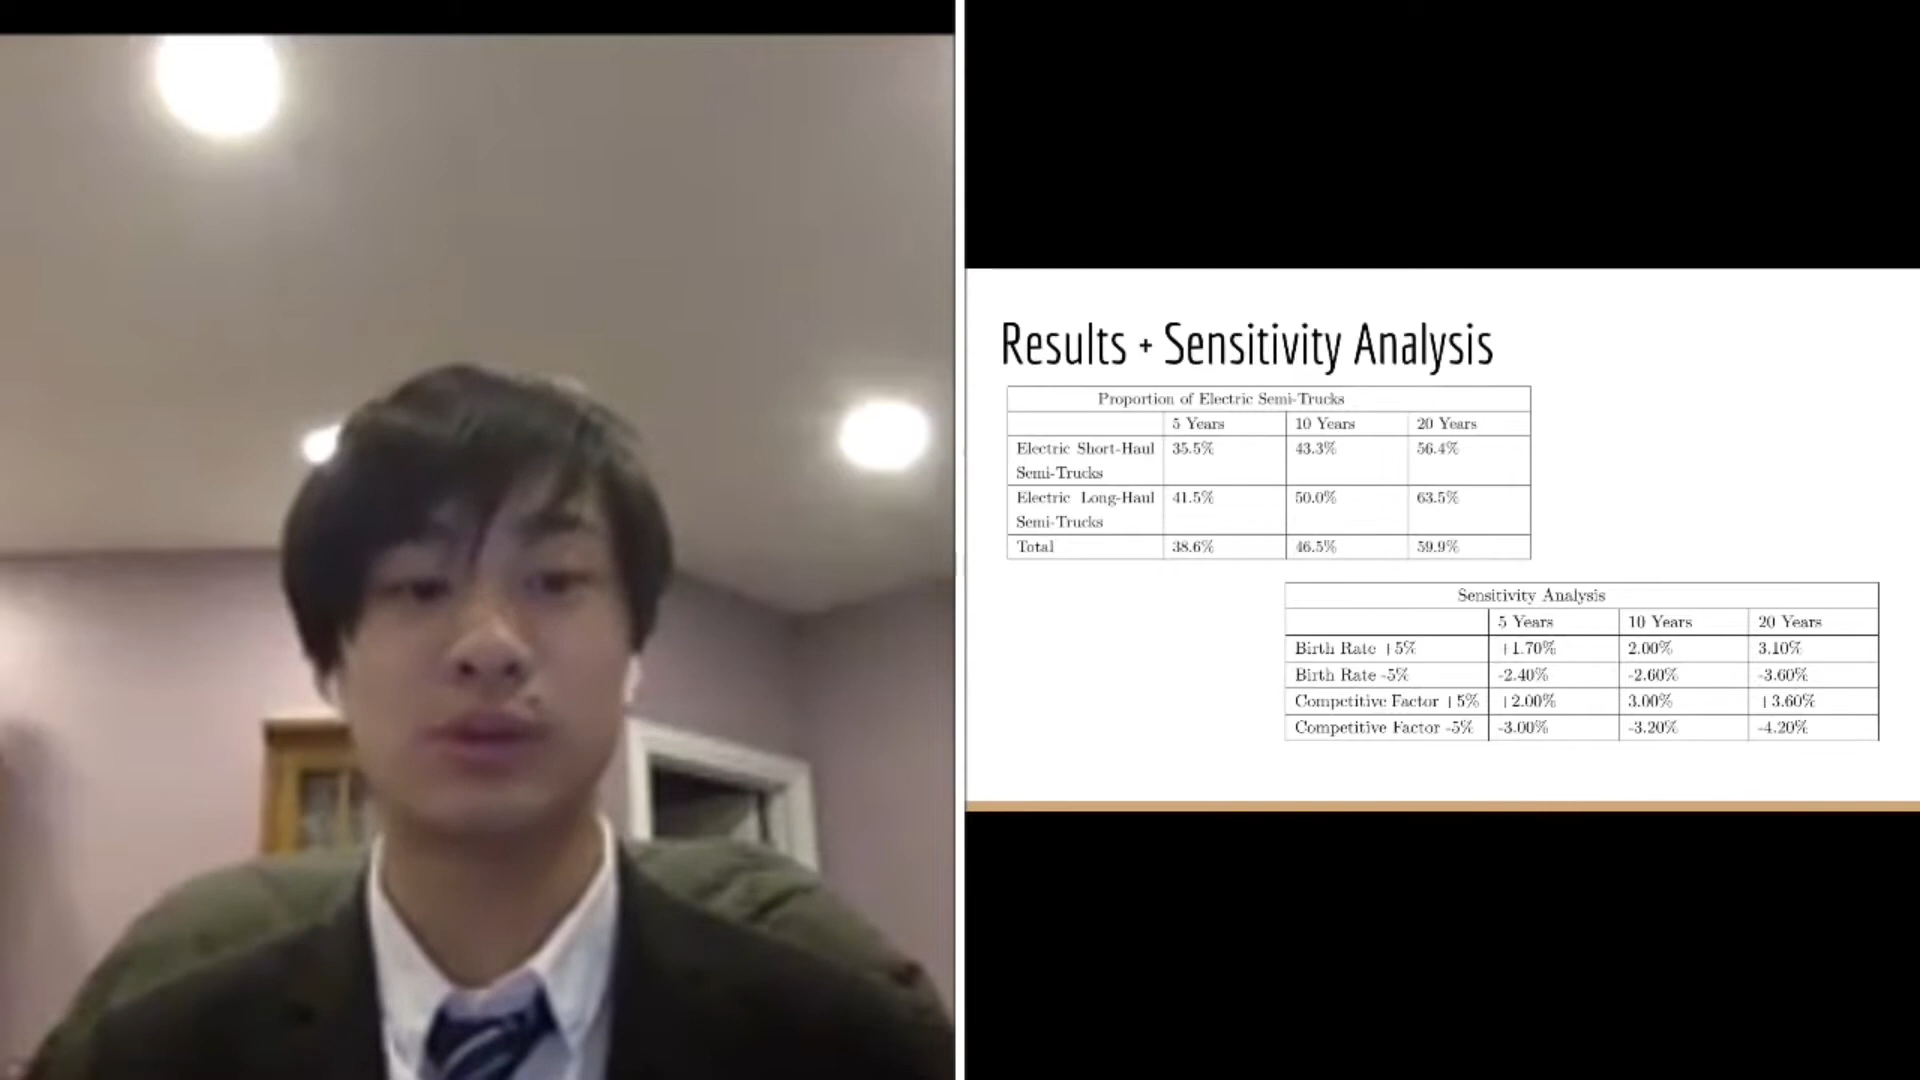 Results + Sensitivity Analysis
Proportion of Electric Semi-Trucks
5 Years 10 Years 20 Years
Electric Short-Haul 35.5% 43.3% 56.4%
Semi-Trucks
Electric Long-Haul 41.5% 50.0% 63.5%
Semi-Trucks
Total 38.6% 46.5% 59.9%
Sensitivity Analysis
5 Years 10 Years 20 Years
Birth Rate +5% +1.70% 2.00% 3.10%
Birth Rate -5% -2.40% -2.60% -3.60%
Competitive Factor +5% +2.00% 3.00% +3.60%
Competitive Factor -5% -3.00% -3.20% -4.20%